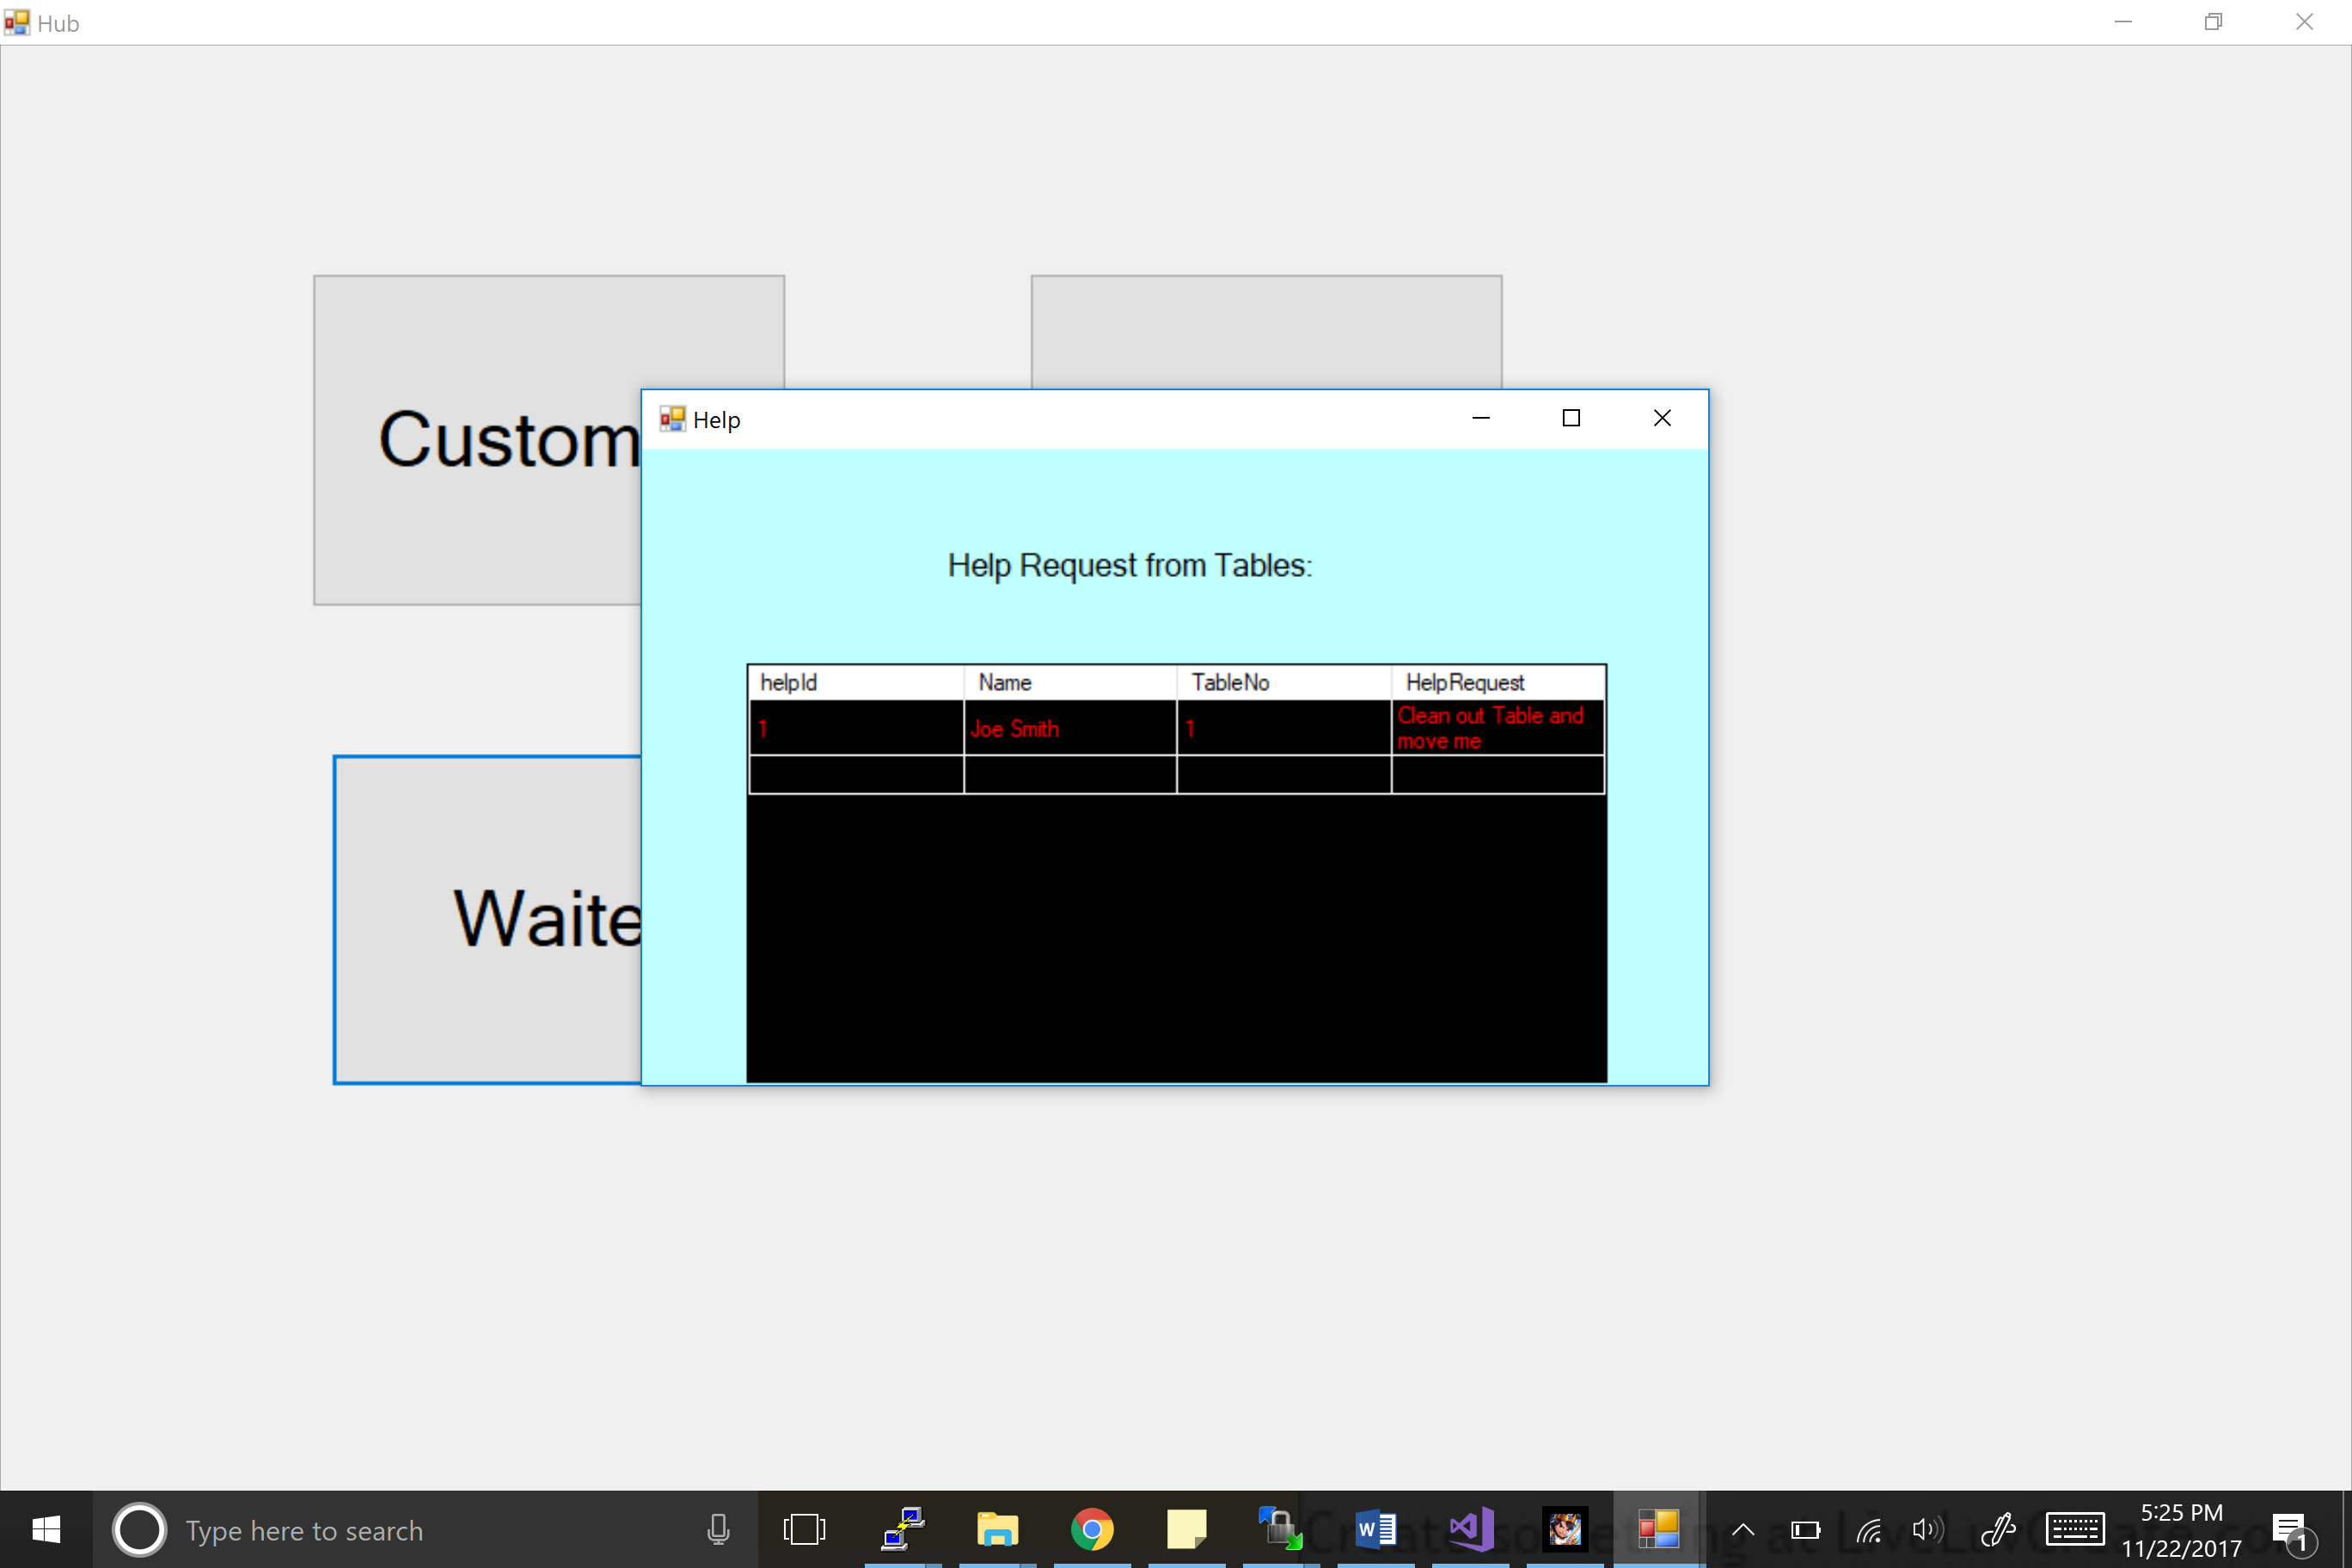 Hub
Custom
Help
Help Request from Tables:
helpId Name TableNo HelpRequest
1 Joe Smith 1 Clean out Table and
move me
Waite
Type here to search
5:25 PM
11/22/2017
1